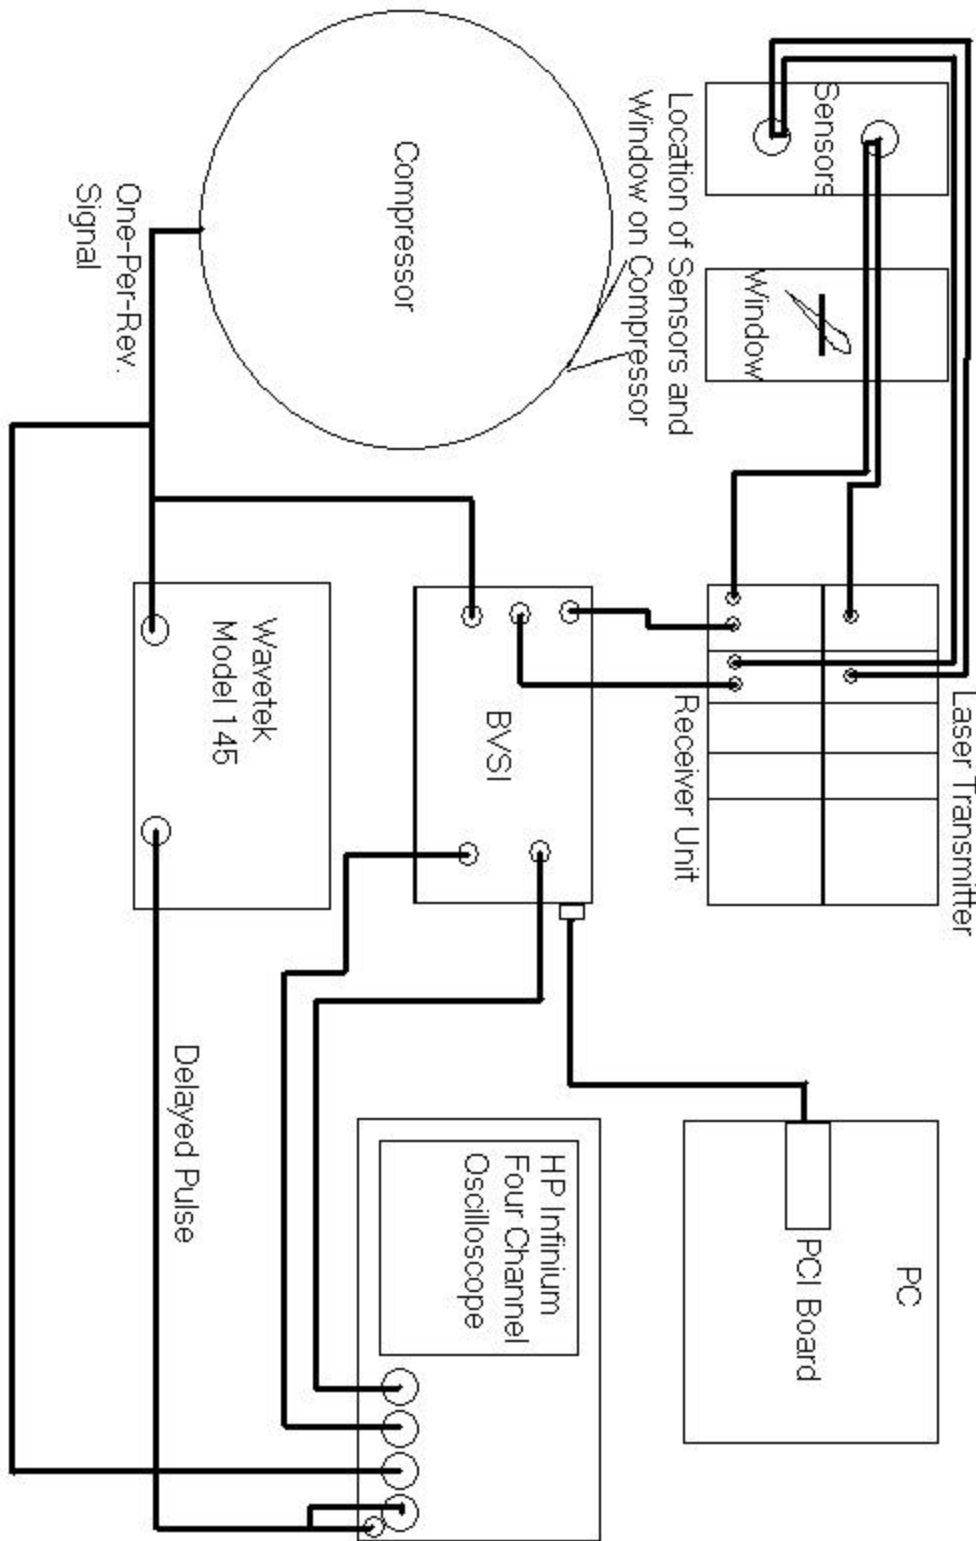 Sensors
Window
Location of Sensors and
Window on Compressor
Compressor
One-Per-Rev.
Signal
Laser Transmitter
Receiver Unit
BVSI
Wavetek
Model 145
Delayed Pulse
PC
PCI Board
HP Infinium
Four Channel
Oscilloscope